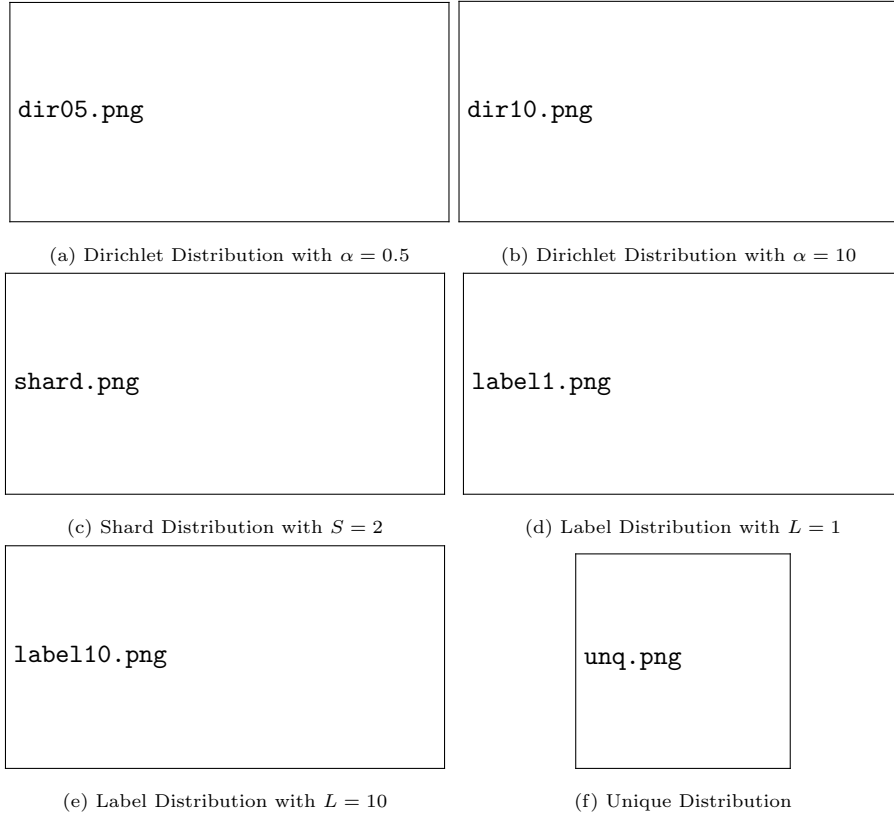 dir05.png
dir10.png
(a) Dirichlet Distribution with α = 0.5
(b) Dirichlet Distribution with α = 10
shard.png
label1.png
(c) Shard Distribution with S = 2
(d) Label Distribution with L = 1
label10.png
unq.png
(e) Label Distribution with L = 10
(f) Unique Distribution